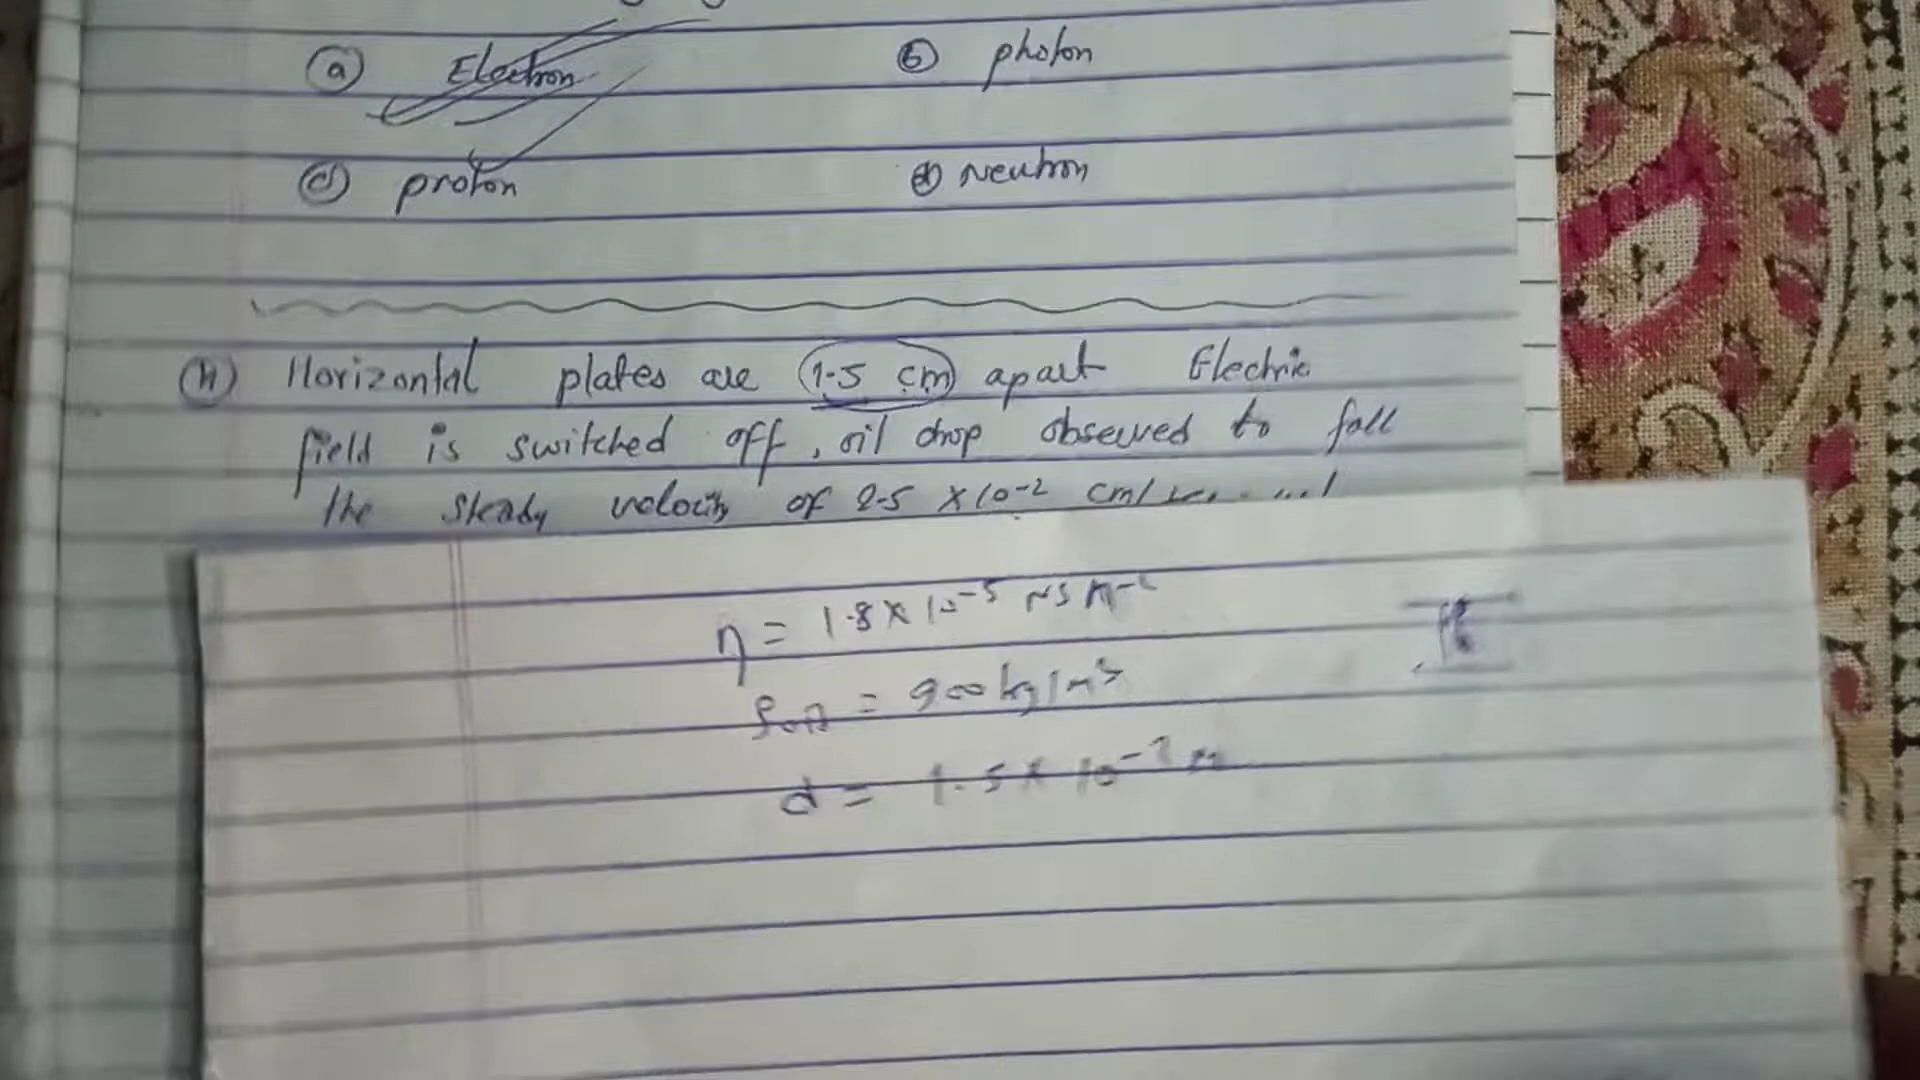 (a) Electron (b) photon
(c) proton (d) Neutron
(H) Horizontal plates are 1.5 cm apart Electric
field is switched off, oil drop observed to fall
the steady velocity of 2.5 × 10-2 cm/
η = 1.8 × 10-5 NS m-2
= 900 kg/m3
d = 1.5 × 10-2 m